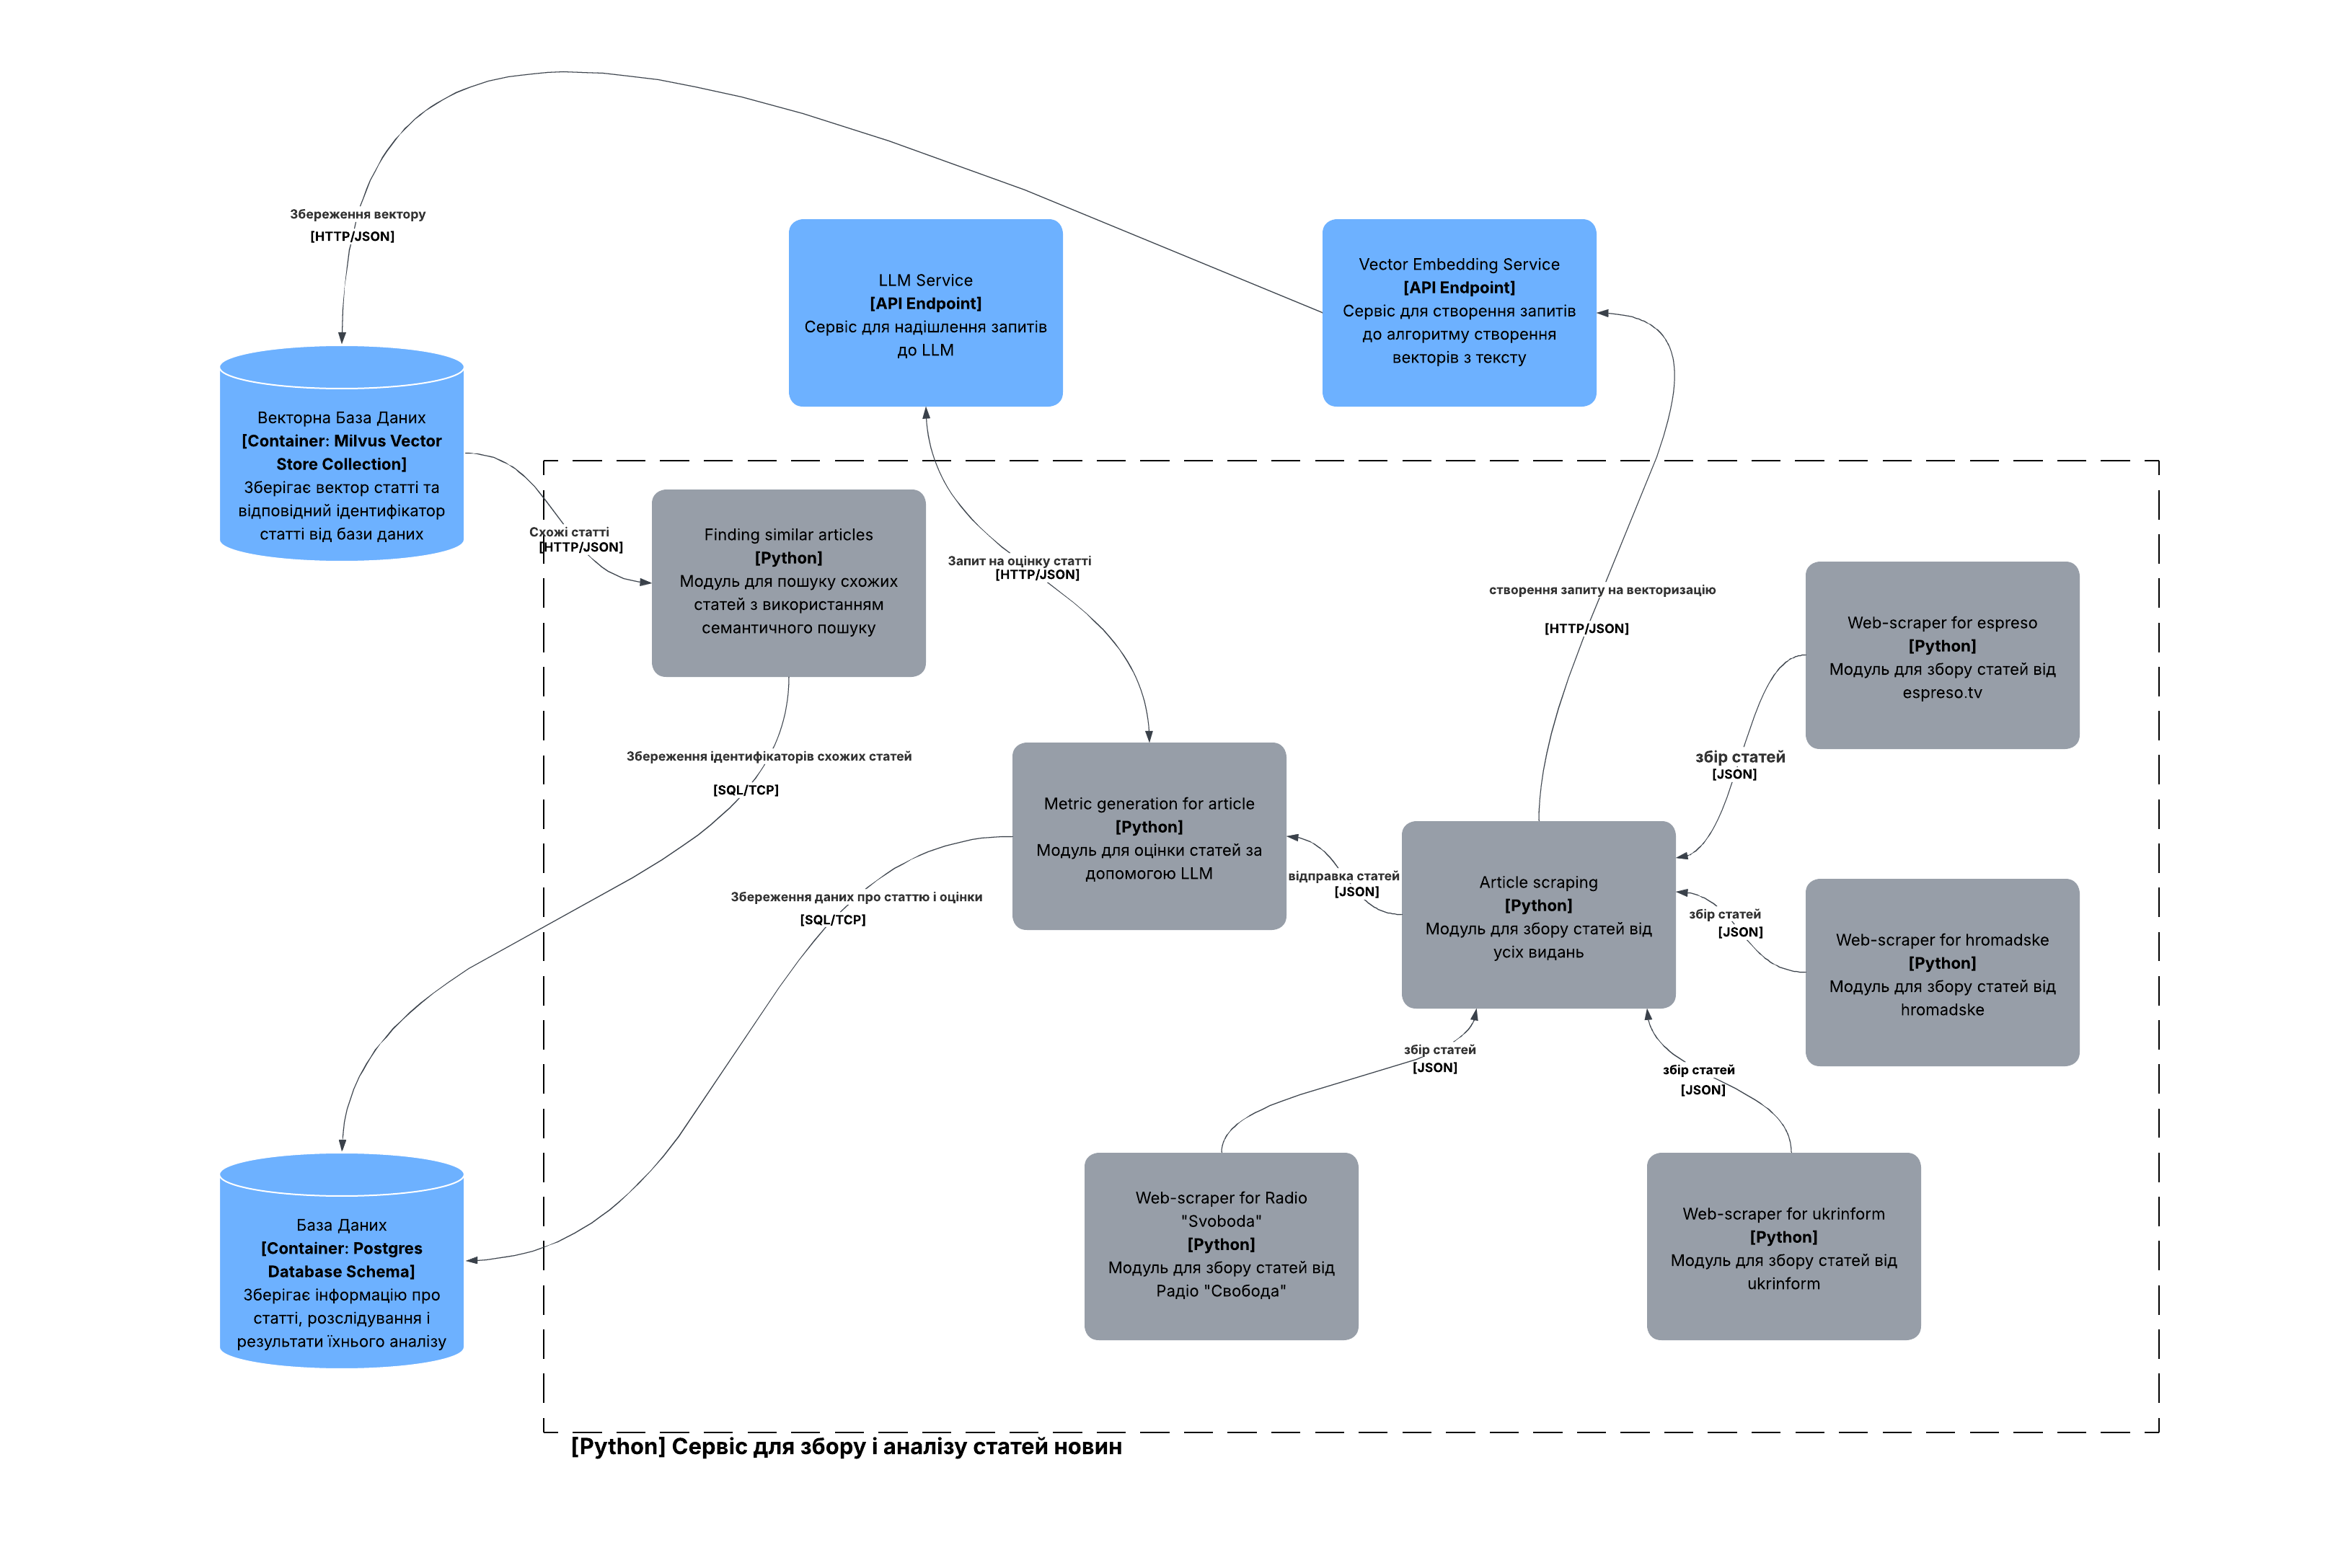 Збереження вектору
[HTTP/JSON]
LLM Service
[API Endpoint]
Сервіс для надішлення запитів
до LLM
Vector Embedding Service
[API Endpoint]
Сервіс для створення запитів
до алгоритму створення
векторів з тексту
Векторна База Даних
[Container: Milvus Vector
Store Collection]
Зберігає вектор статті та
відповідний ідентифікатор
статті від бази даних
Схожі статті
[HTTP/JSON]
Finding similar articles
[Python]
Модуль для пошуку схожих
статей з використанням
семантичного пошуку
Запит на оцінку статті
[HTTP/JSON]
створення запиту на векторизацію
[HTTP/JSON]
Web-scraper for espreso
[Python]
Модуль для збору статей від
espreso.tv
Збереження ідентифікаторів схожих статей
[SQL/TCP]
збір статей
[JSON]
Metric generation for article
[Python]
Модуль для оцінки статей за
допомогою LLM
Збереження даних про статтю і оцінки
[SQL/TCP]
відправка статей
[JSON]
Article scraping
[Python]
Модуль для збору статей від
усіх видань
збір статей
[JSON]
Web-scraper for hromadske
[Python]
Модуль для збору статей від
hromadske
збір статей
[JSON]
збір статей
[JSON]
База Даних
[Container: Postgres
Database Schema]
Зберігає інформацію про
статті, розслідування і
результати їхнього аналізу
Web-scraper for Radio
"Svoboda"
[Python]
Модуль для збору статей від
Радіо "Свобода"
Web-scraper for ukrinform
[Python]
Модуль для збору статей від
ukrinform
[Python] Сервіс для збору і аналізу статей новин